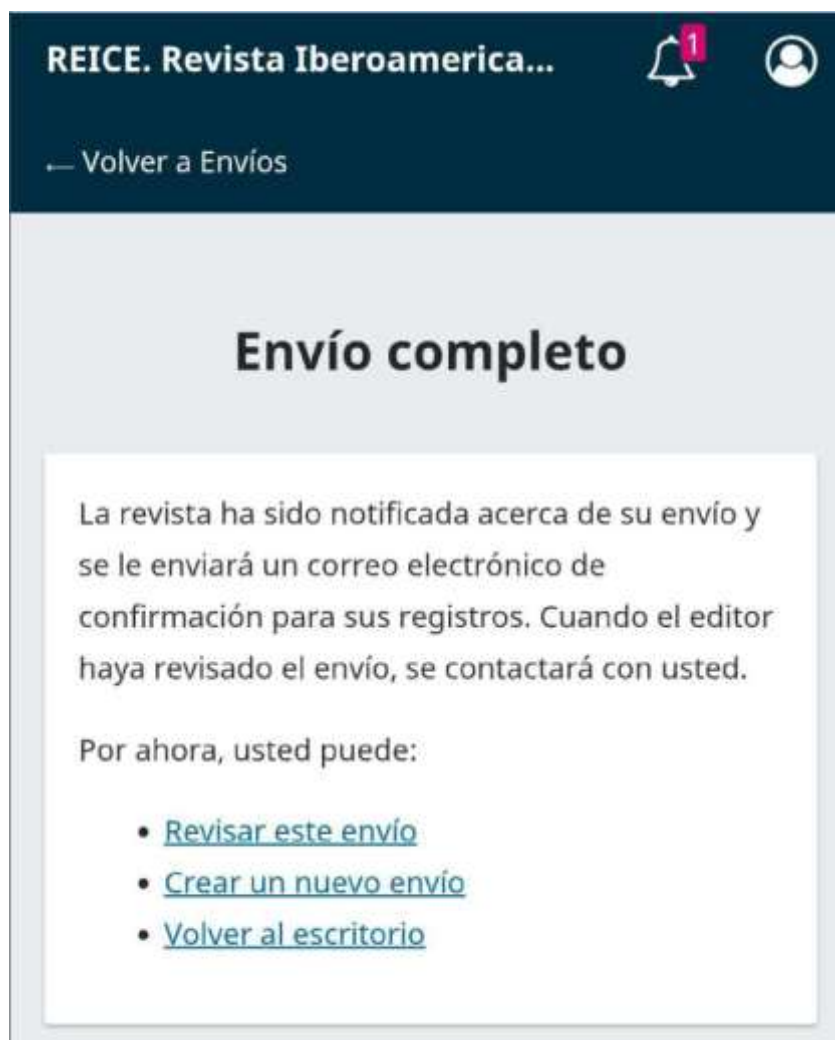 REICE. Revista Iberoamerica...
1
← Volver a Envíos
Envío completo
La revista ha sido notificada acerca de su envío y
se le enviará un correo electrónico de
confirmación para sus registros. Cuando el editor
haya revisado el envío, se contactará con usted.
Por ahora, usted puede:
• Revisar este envío
• Crear un nuevo envío
• Volver al escritorio